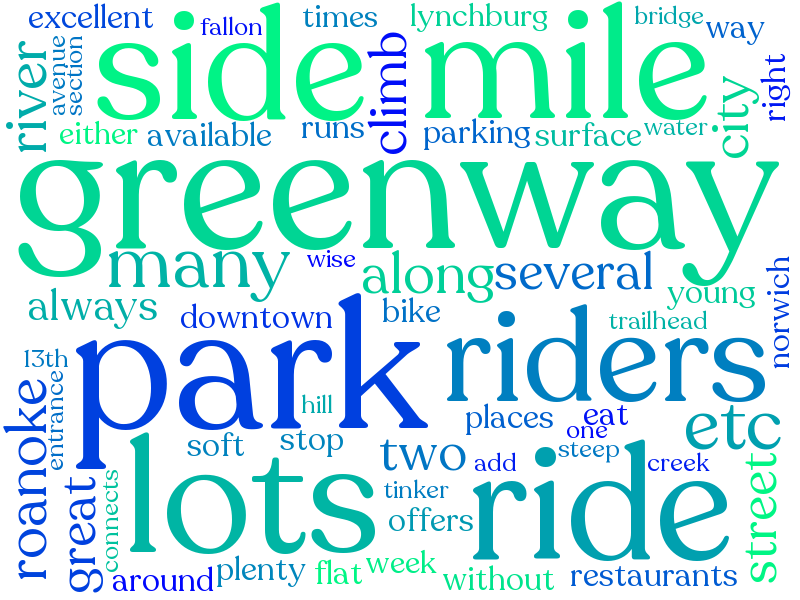 excellent
fallon
times
lynchburg
bridge
way
side
mile
river
avenue
section
climb
right
either
available
runs
parking
surface
water
city
greenway
many
wise
along
several
norwich
always
downtown
bike
young
trailhead
park
riders
13th
entrance
roanoke
hill
places
eat
one
etc
soft
stop
two
add
steep
creek
lots
ride
great
connects
tinker
offers
street
around
plenty
flat
week
without
restaurants